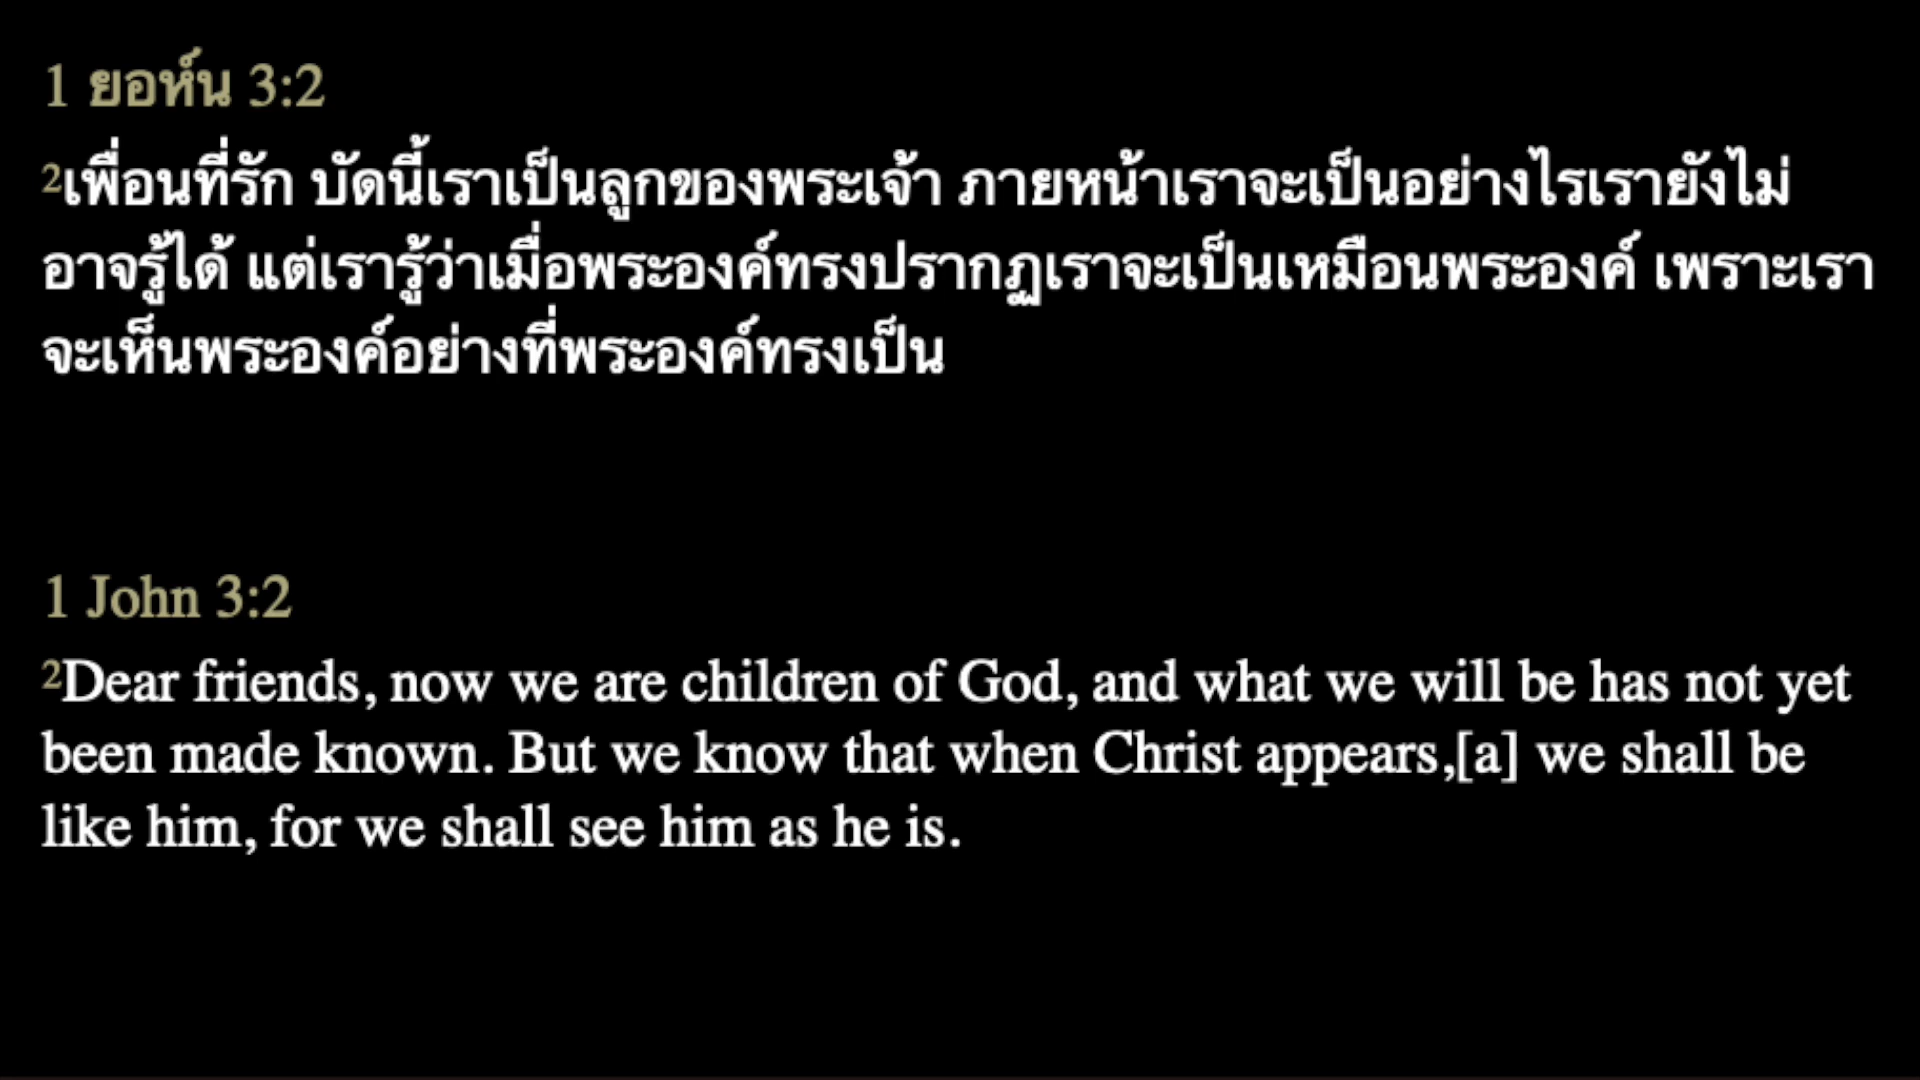 1 ยอห์น 3:2
2เพื่อนที่รัก บัดนี้เราเป็นลูกของพระเจ้า ภายหน้าเราจะเป็นอย่างไรเรายังไม่
อาจรู้ได้ แต่เรารู้ว่าเมื่อพระองค์ทรงปรากฏเราจะเป็นเหมือนพระองค์ เพราะเรา
จะเห็นพระองค์อย่างที่พระองค์ทรงเป็น
1 John 3:2
2Dear friends, now we are children of God, and what we will be has not yet
been made known. But we know that when Christ appears,[a] we shall be
like him, for we shall see him as he is.